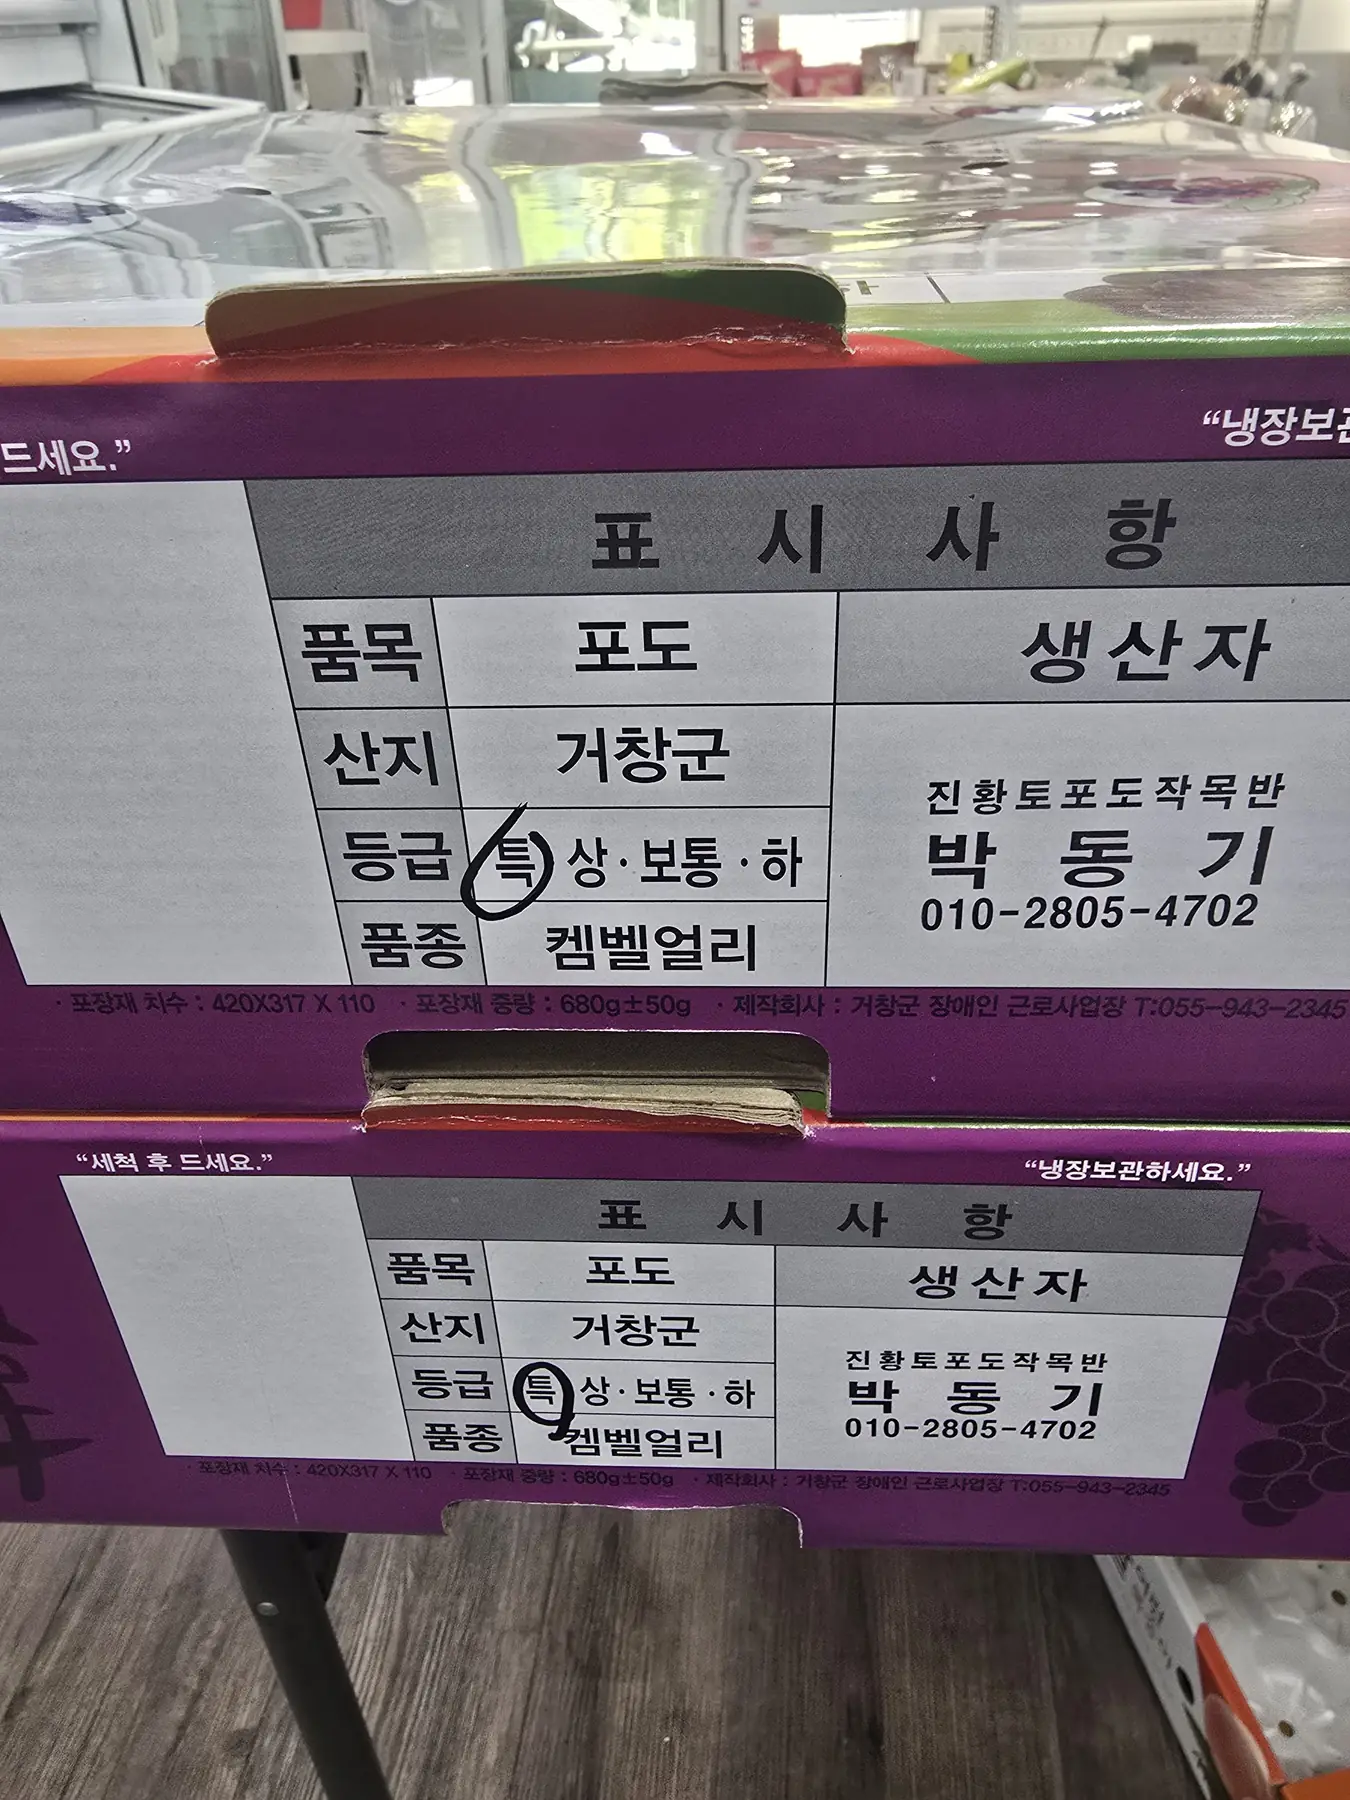 드세요.”
“냉장보관
표 시 사 항
품목 포도 생산자
산지 거창군
진황토포도작목반
등급 특 상·보통·하
박 동 기
010-2805-4702
품종 켐벨얼리
· 포장재 치수 : 420X317 X 110 · 포장재 중량 : 680g±50g · 제작회사 : 거창군 장애인 근로사업장 T:055-943-2345
“세척 후 드세요.” “냉장보관하세요.”
표 시 사 항
품목 포도 생산자
산지 거창군
진황토포도작목반
등급 특 상·보통·하
박 동 기
010-2805-4702
품종 켐벨얼리
· 포장재 치수 : 420X317 X 110 · 포장재 중량 : 680g±50g · 제작회사 : 거창군 장애인 근로사업장 T:055-943-2345